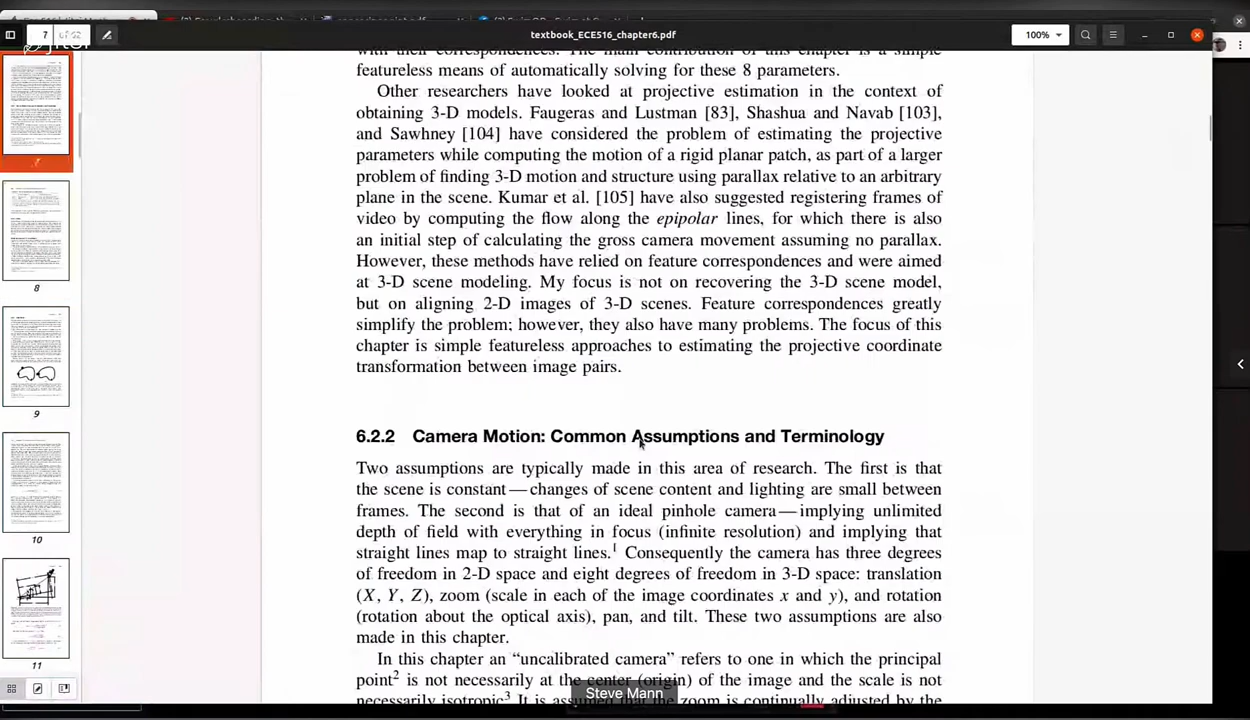 7 of 62
textbook_ECE516_chapter6.pdf
100%
featureless means of automatically solving for these 8 parameters.
Other researchers have looked at projective estimation in the context of
obtaining 3-D models. Faugeras and Lustman [83], Shashua and Navab [103],
and Sawhney [104] have considered the problem of estimating the projective
parameters while computing the motion of a rigid planar patch, as part of a larger
problem of finding 3-D motion and structure using parallax relative to an arbitrary
plane in the scene. Kumar et al. [105] have also suggested registering frames of
video by computing the flow along the epipolar lines, for which there is also
an initial step of calculating the gross camera movement assuming no parallax.
However, these methods have relied on feature correspondences and were aimed
at 3-D scene modeling. My focus is not on recovering the 3-D scene model,
but on aligning 2-D images of 3-D scenes. Feature correspondences greatly
simplify the problem; however, they also have many problems. The focus of this
chapter is simple featureless approaches to estimating the projective coordinate
transformation between image pairs.
6.2.2 Camera Motion: Common Assumptions and Terminology
Two assumptions are typically made in this area of research. The first is that
the scene is constant — changes of scene content and lighting are small between
frames. The second is that of an ideal pinhole camera — implying unlimited
depth of field with everything in focus (infinite resolution) and implying that
straight lines map to straight lines.1 Consequently the camera has three degrees
of freedom in 2-D space and eight degrees of freedom in 3-D space: translation
(X, Y, Z), zoom (scale in each of the image coordinates x and y), and rotation
(rotation about the optical axis), pan, and tilt. These two assumptions are also
made in this chapter.
In this chapter an “uncalibrated camera” refers to one in which the principal
point2 is not necessarily at the center (origin) of the image and the scale is not
necessarily isotropic.3 It is assumed that the zoom is continually adjusted by the
Steve Mann
8
9
10
11